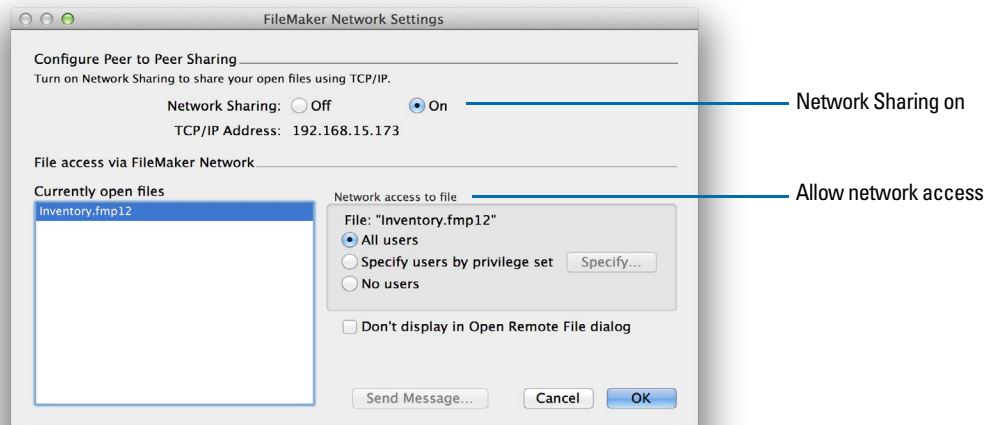 FileMaker Network Settings
Configure Peer to Peer Sharing
Turn on Network Sharing to share your open files using TCP/IP.
Network Sharing: Off On
Network Sharing on
TCP/IP Address: 192.168.15.173
File access via FileMaker Network
Currently open files
Network access to file
Allow network access
Inventory.fmp12
File: "Inventory.fmp12"
All users
Specify users by privilege set Specify...
No users
Don't display in Open Remote File dialog
Send Message... Cancel OK